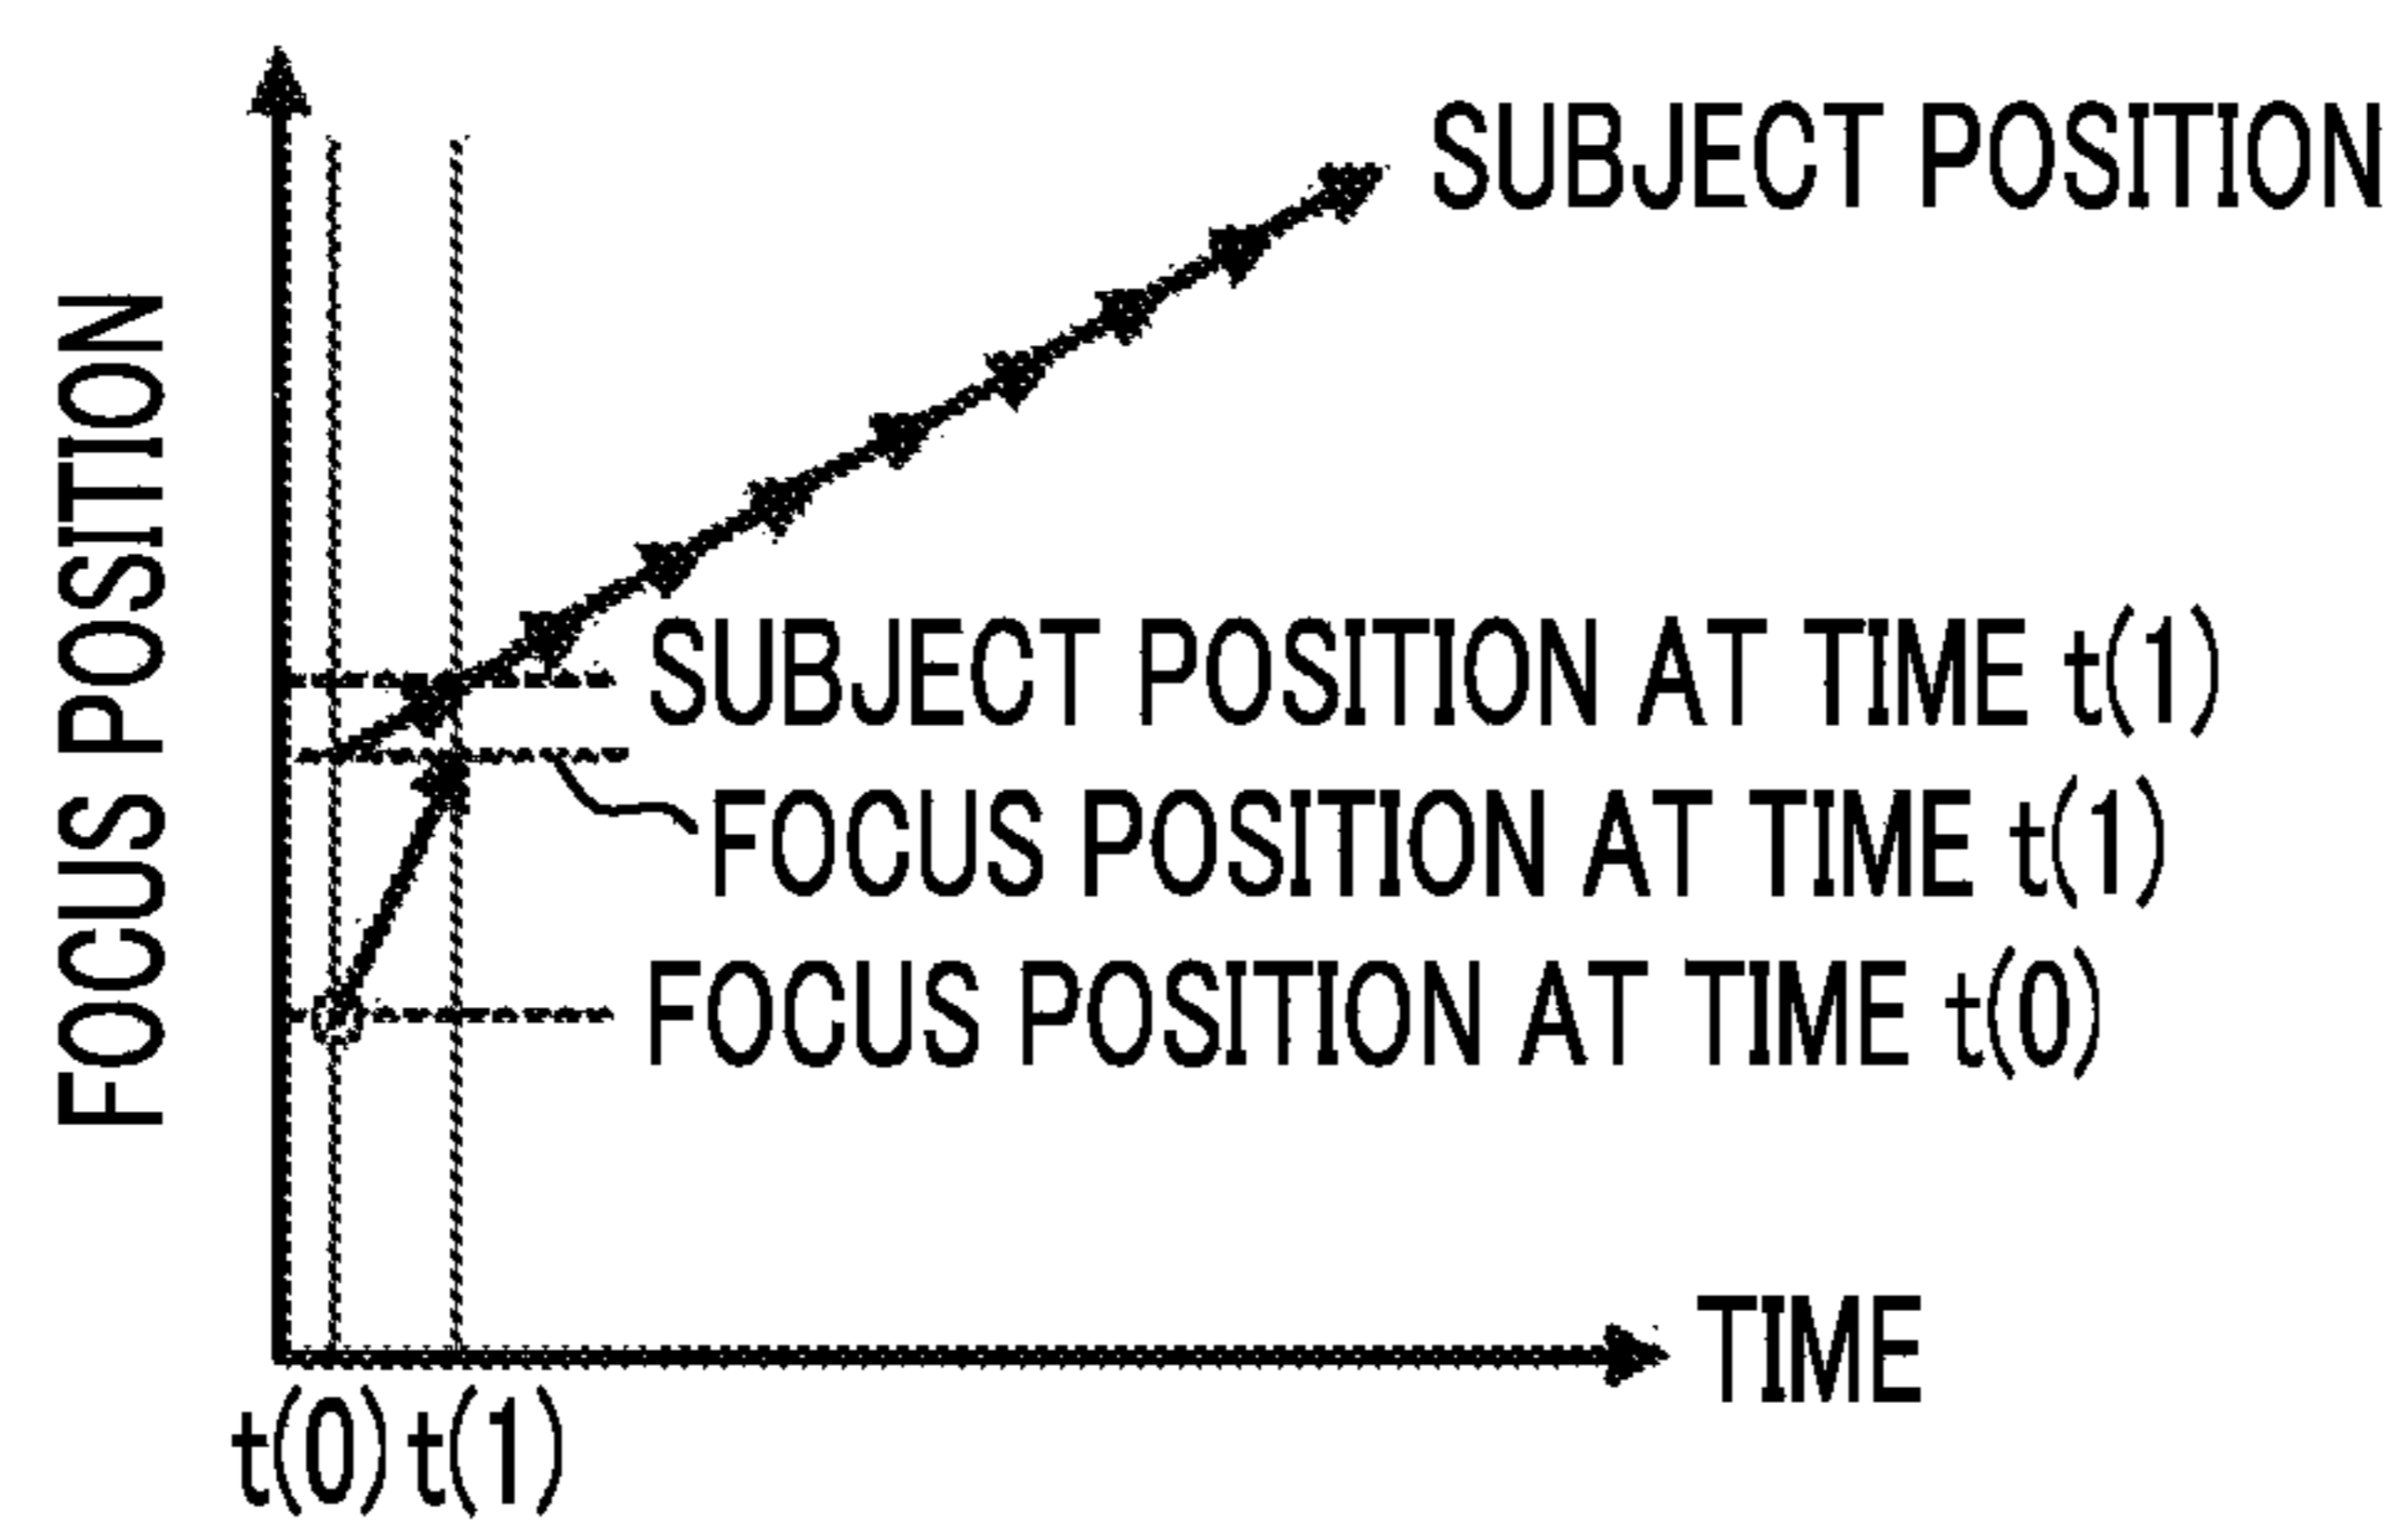 SUBJECT POSITION
FOCUS POSITION
SUBJECT POSITION AT TIME t(1)
FOCUS POSITION AT TIME t(1)
FOCUS POSITION AT TIME t(0)
TIME
t(0) t(1)